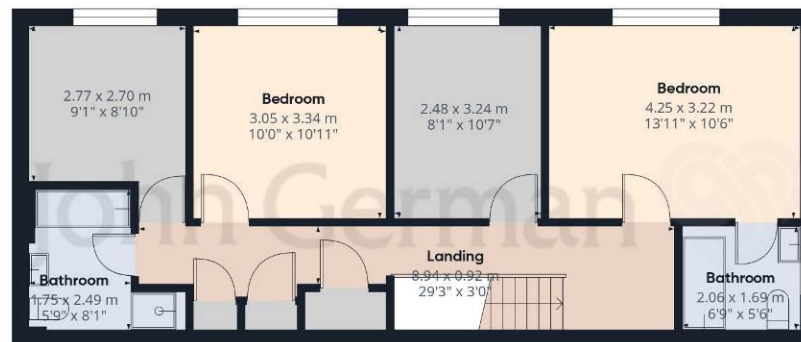 2.77 x 2.70 m
9'1" x 8'10"
Bedroom
3.05 x 3.34 m
10'0" x 10'11"
2.48 x 3.24 m
8'1" x 10'7"
Bedroom
4.25 x 3.22 m
13'11" x 10'6"
John German
Bathroom
1.75 x 2.49 m
5'9" x 8'1"
Landing
8.94 x 0.92 m
29'3" x 3'0"
Bathroom
2.06 x 1.69 m
6'9" x 5'6"